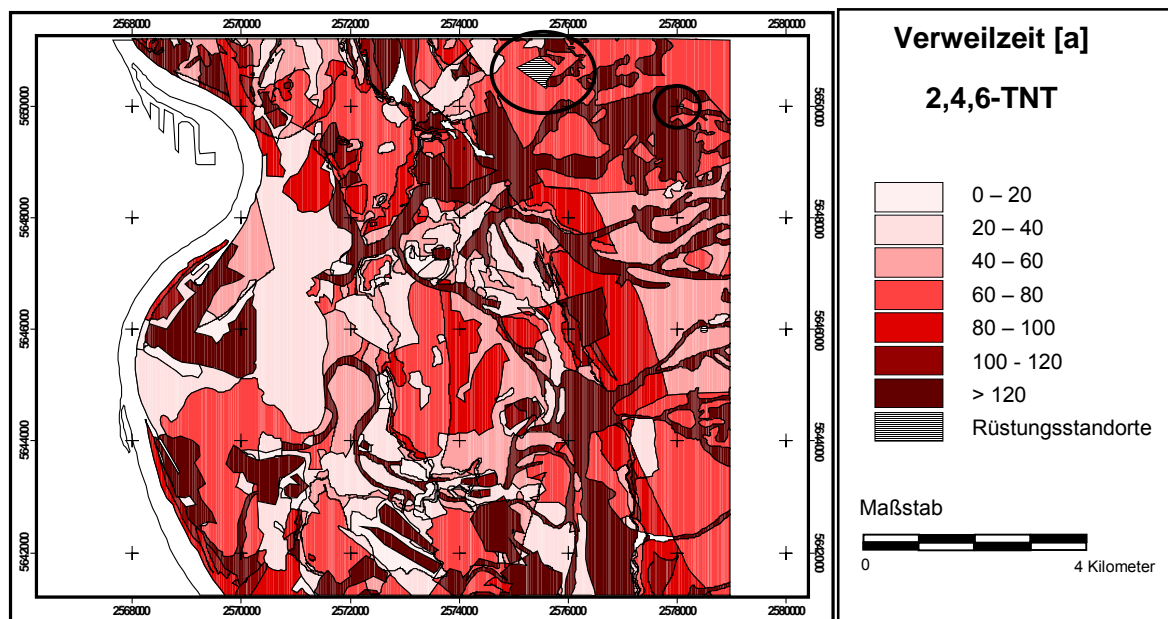 2568000 2570000 2572000 2574000 2576000 2578000 2580000
5650000 5650000
5648000 5648000
5646000 5646000
5644000 5644000
5642000 5642000
2568000 2570000 2572000 2574000 2576000 2578000 2580000
Verweilzeit [a]
2,4,6-TNT
0 – 20
20 – 40
40 – 60
60 – 80
80 – 100
100 - 120
> 120
Rüstungsstandorte
Maßstab
0 4 Kilometer